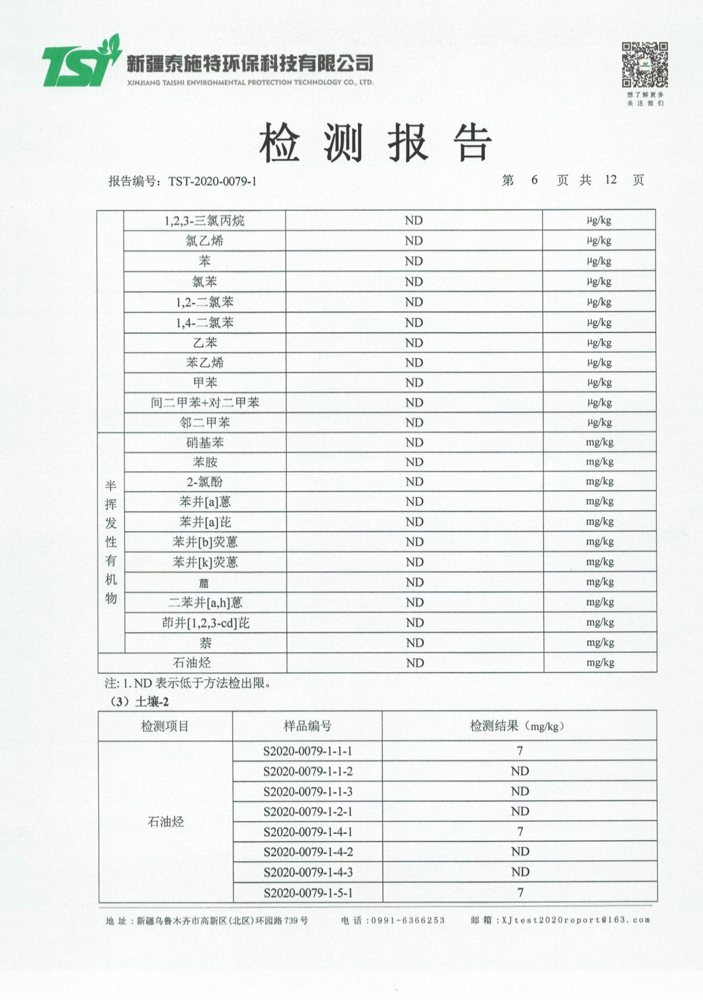 TST 新疆泰施特环保科技有限公司
XINJIANG TAISHI ENVIRONMENTAL PROTECTION TECHNOLOGY CO., LTD.
想了解更多
关注我们
检测报告
报告编号：TST-2020-0079-1 第 6 页 共 12 页
1,2,3-三氯丙烷 ND μg/kg
氯乙烯 ND μg/kg
苯 ND μg/kg
氯苯 ND μg/kg
1,2-二氯苯 ND μg/kg
1,4-二氯苯 ND μg/kg
乙苯 ND μg/kg
苯乙烯 ND μg/kg
甲苯 ND μg/kg
间二甲苯+对二甲苯 ND μg/kg
邻二甲苯 ND μg/kg
半挥发性有机物
硝基苯 ND mg/kg
苯胺 ND mg/kg
2-氯酚 ND mg/kg
苯并[a]蒽 ND mg/kg
苯并[a]芘 ND mg/kg
苯并[b]荧蒽 ND mg/kg
苯并[k]荧蒽 ND mg/kg
䓛 ND mg/kg
二苯并[a,h]蒽 ND mg/kg
茚并[1,2,3-cd]芘 ND mg/kg
萘 ND mg/kg
石油烃 ND mg/kg
注: 1. ND 表示低于方法检出限。
（3）土壤-2
检测项目 样品编号 检测结果（mg/kg）
石油烃
S2020-0079-1-1-1 7
S2020-0079-1-1-2 ND
S2020-0079-1-1-3 ND
S2020-0079-1-2-1 ND
S2020-0079-1-4-1 7
S2020-0079-1-4-2 ND
S2020-0079-1-4-3 ND
S2020-0079-1-5-1 7
地址:新疆乌鲁木齐市高新区(北区)环园路739号 电话:0991-6366253 邮箱:XJtest2020report@163.com